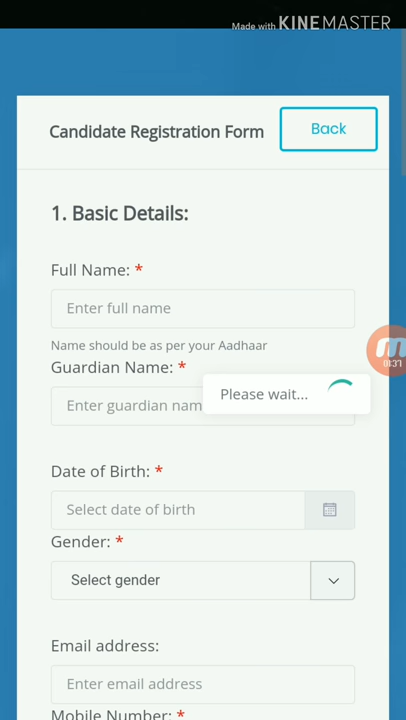 Made with KINEMASTER
Candidate Registration Form
Back
1. Basic Details:
Full Name: *
Enter full name
Name should be as per your Aadhaar
Guardian Name: *
Enter guardian nam
Please wait...
01:37
Date of Birth: *
Select date of birth
Gender: *
Select gender
Email address:
Enter email address
Mobile Number: *